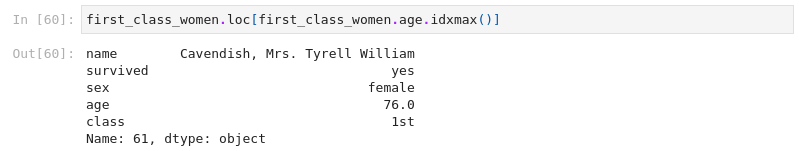 In [60]: first_class_women.loc[first_class_women.age.idxmax()]
Out[60]: name        Cavendish, Mrs. Tyrell William
survived                               yes
sex                                 female
age                                   76.0
class                                  1st
Name: 61, dtype: object